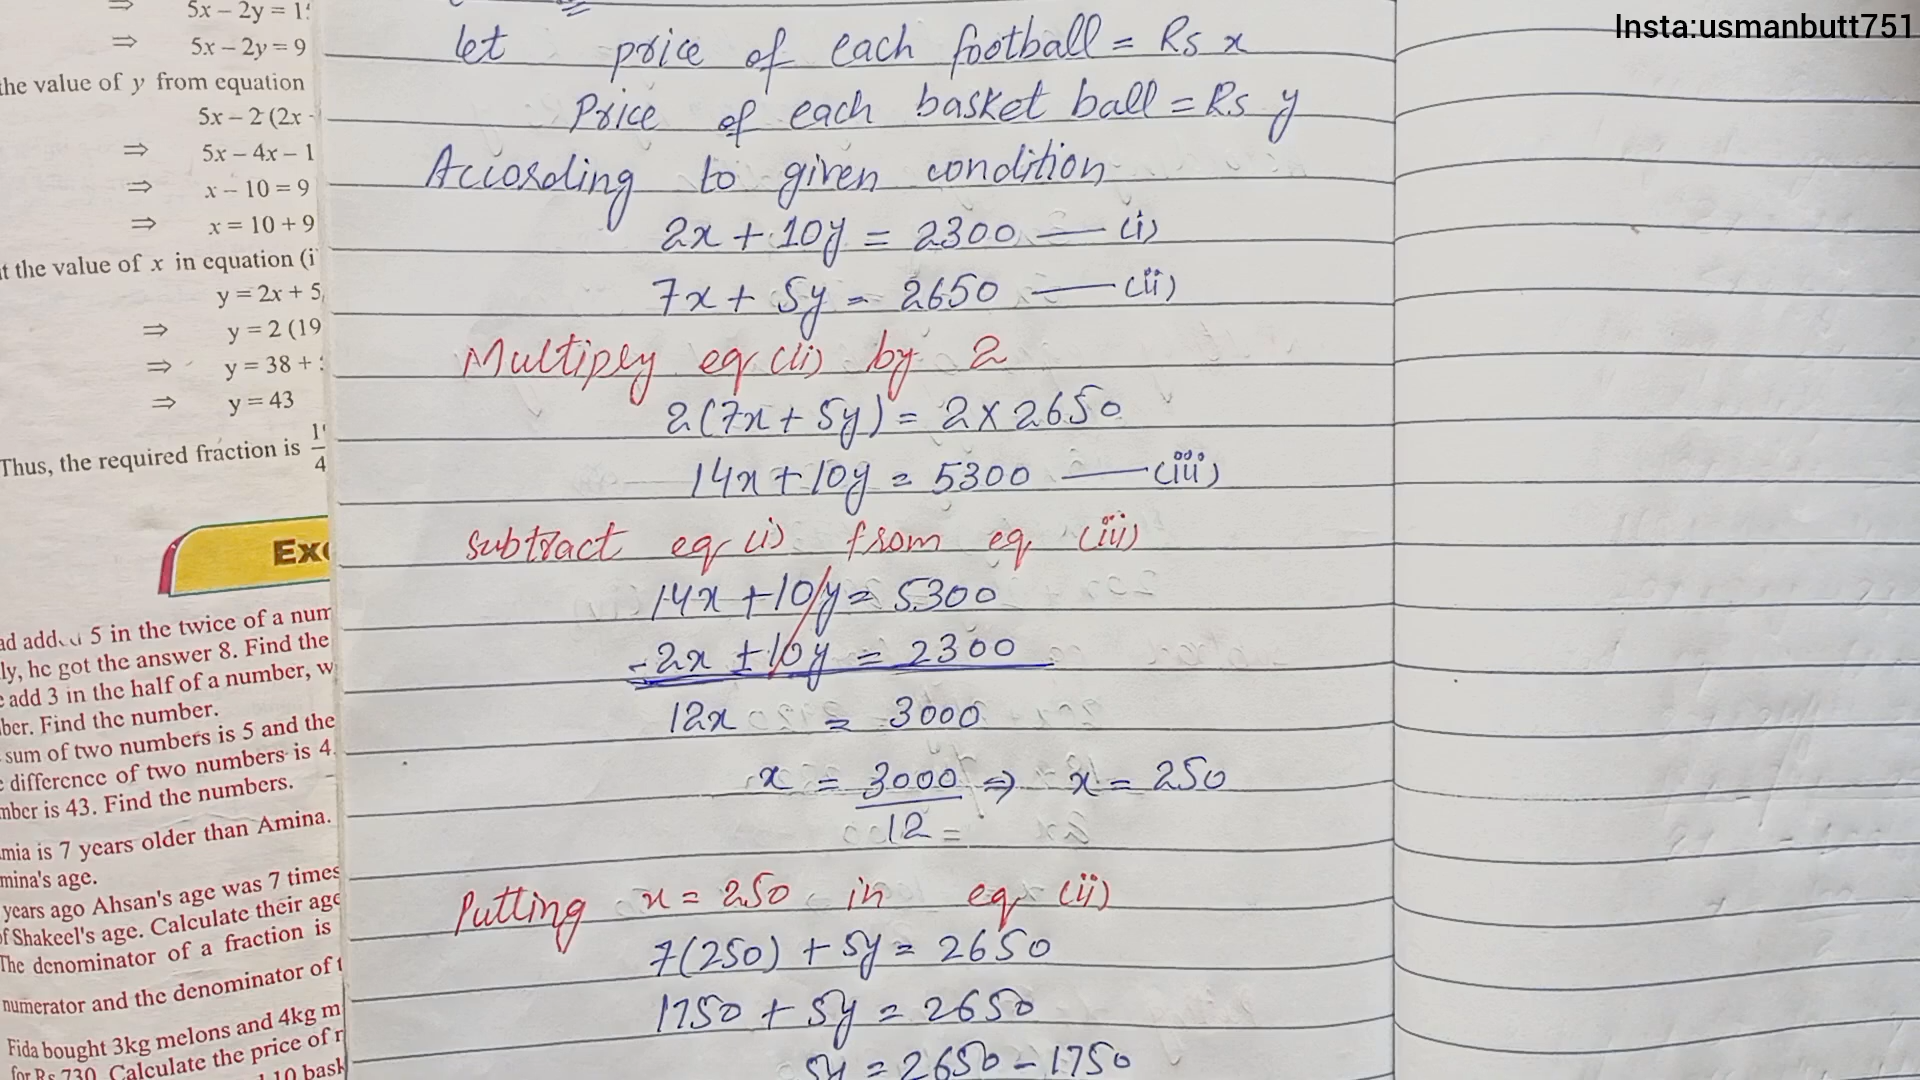 Insta:usmanbutt751
5x – 2y = 1
⇒ 5x – 2y = 9
the value of y from equation
5x – 2 (2x
⇒ 5x – 4x – 1
⇒ x – 10 = 9
⇒ x = 10 + 9
the value of x in equation (i
y = 2x + 5
⇒ y = 2 (19
⇒ y = 38 +
⇒ y = 43
Thus, the required fraction is
4
Ex
5 in the twice of a num
ly, he got the answer 8. Find the
add 3 in the half of a number, w
ber. Find the number.
sum of two numbers is 5 and the
difference of two numbers is 4
mber is 43. Find the numbers.
mia is 7 years older than Amina.
mina's age.
years ago Ahsan's age was 7 times
of Shakeel's age. Calculate their age
The denominator of a fraction is
numerator and the denominator of t
Fida bought 3kg melons and 4kg m
for Rs 730. Calculate the price of
10 bask
let price of each football = Rs x
Price of each basket ball = Rs y
According to given condition
2x + 10y = 2300 — (i)
7x + 5y = 2650 — (ii)
Multiply eq (ii) by 2
2(7x + 5y) = 2 x 2650
14x + 10y = 5300 — (iii)
Subtract eq (i) from eq (iii)
14x + 10y = 5300
-2x ± 10y = 2300
12x = 3000
x = 3000 ⇒ x = 250
12
Putting x = 250 in eq (ii)
7(250) + 5y = 2650
1750 + 5y = 2650
5y = 2650 – 1750